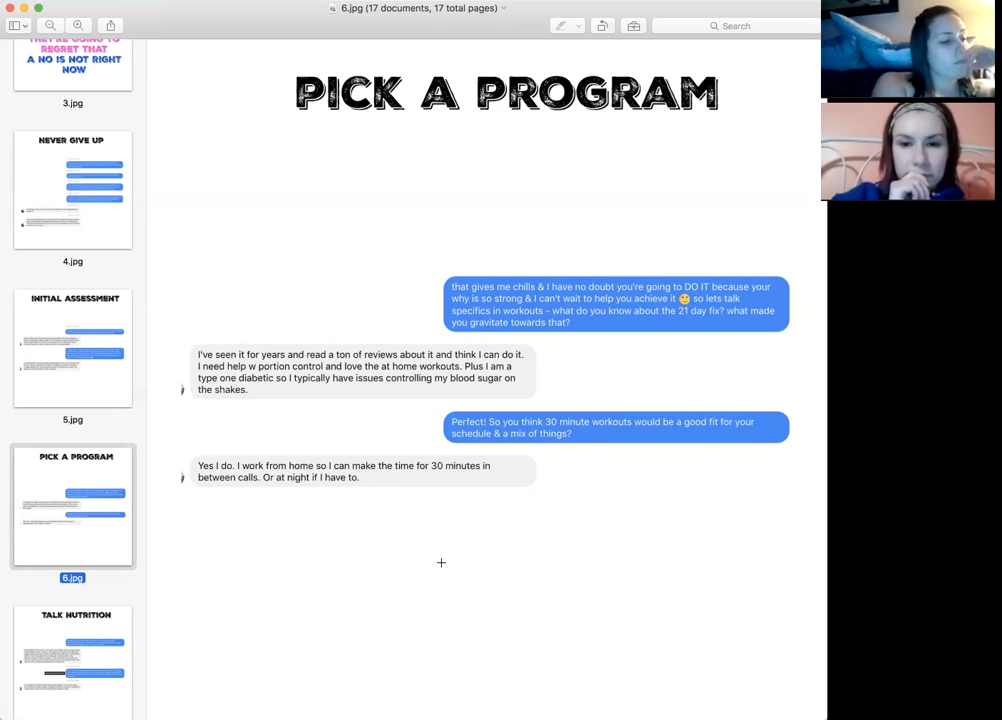 6.jpg (17 documents, 17 total pages)
Search
THEY'RE GOING TO
REGRET THAT
A NO IS NOT RIGHT
NOW
3.jpg
NEVER GIVE UP
4.jpg
INITIAL ASSESSMENT
5.jpg
PICK A PROGRAM
6.jpg
TALK NUTRITION
PICK A PROGRAM
that gives me chills & I have no doubt you're going to DO IT because your
why is so strong & I can't wait to help you achieve it 😊 so lets talk
specifics in workouts - what do you know about the 21 day fix? what made
you gravitate towards that?
I've seen it for years and read a ton of reviews about it and think I can do it.
I need help w portion control and love the at home workouts. Plus I am a
type one diabetic so I typically have issues controlling my blood sugar on
the shakes.
Perfect! So you think 30 minute workouts would be a good fit for your
schedule & a mix of things?
Yes I do. I work from home so I can make the time for 30 minutes in
between calls. Or at night if I have to.